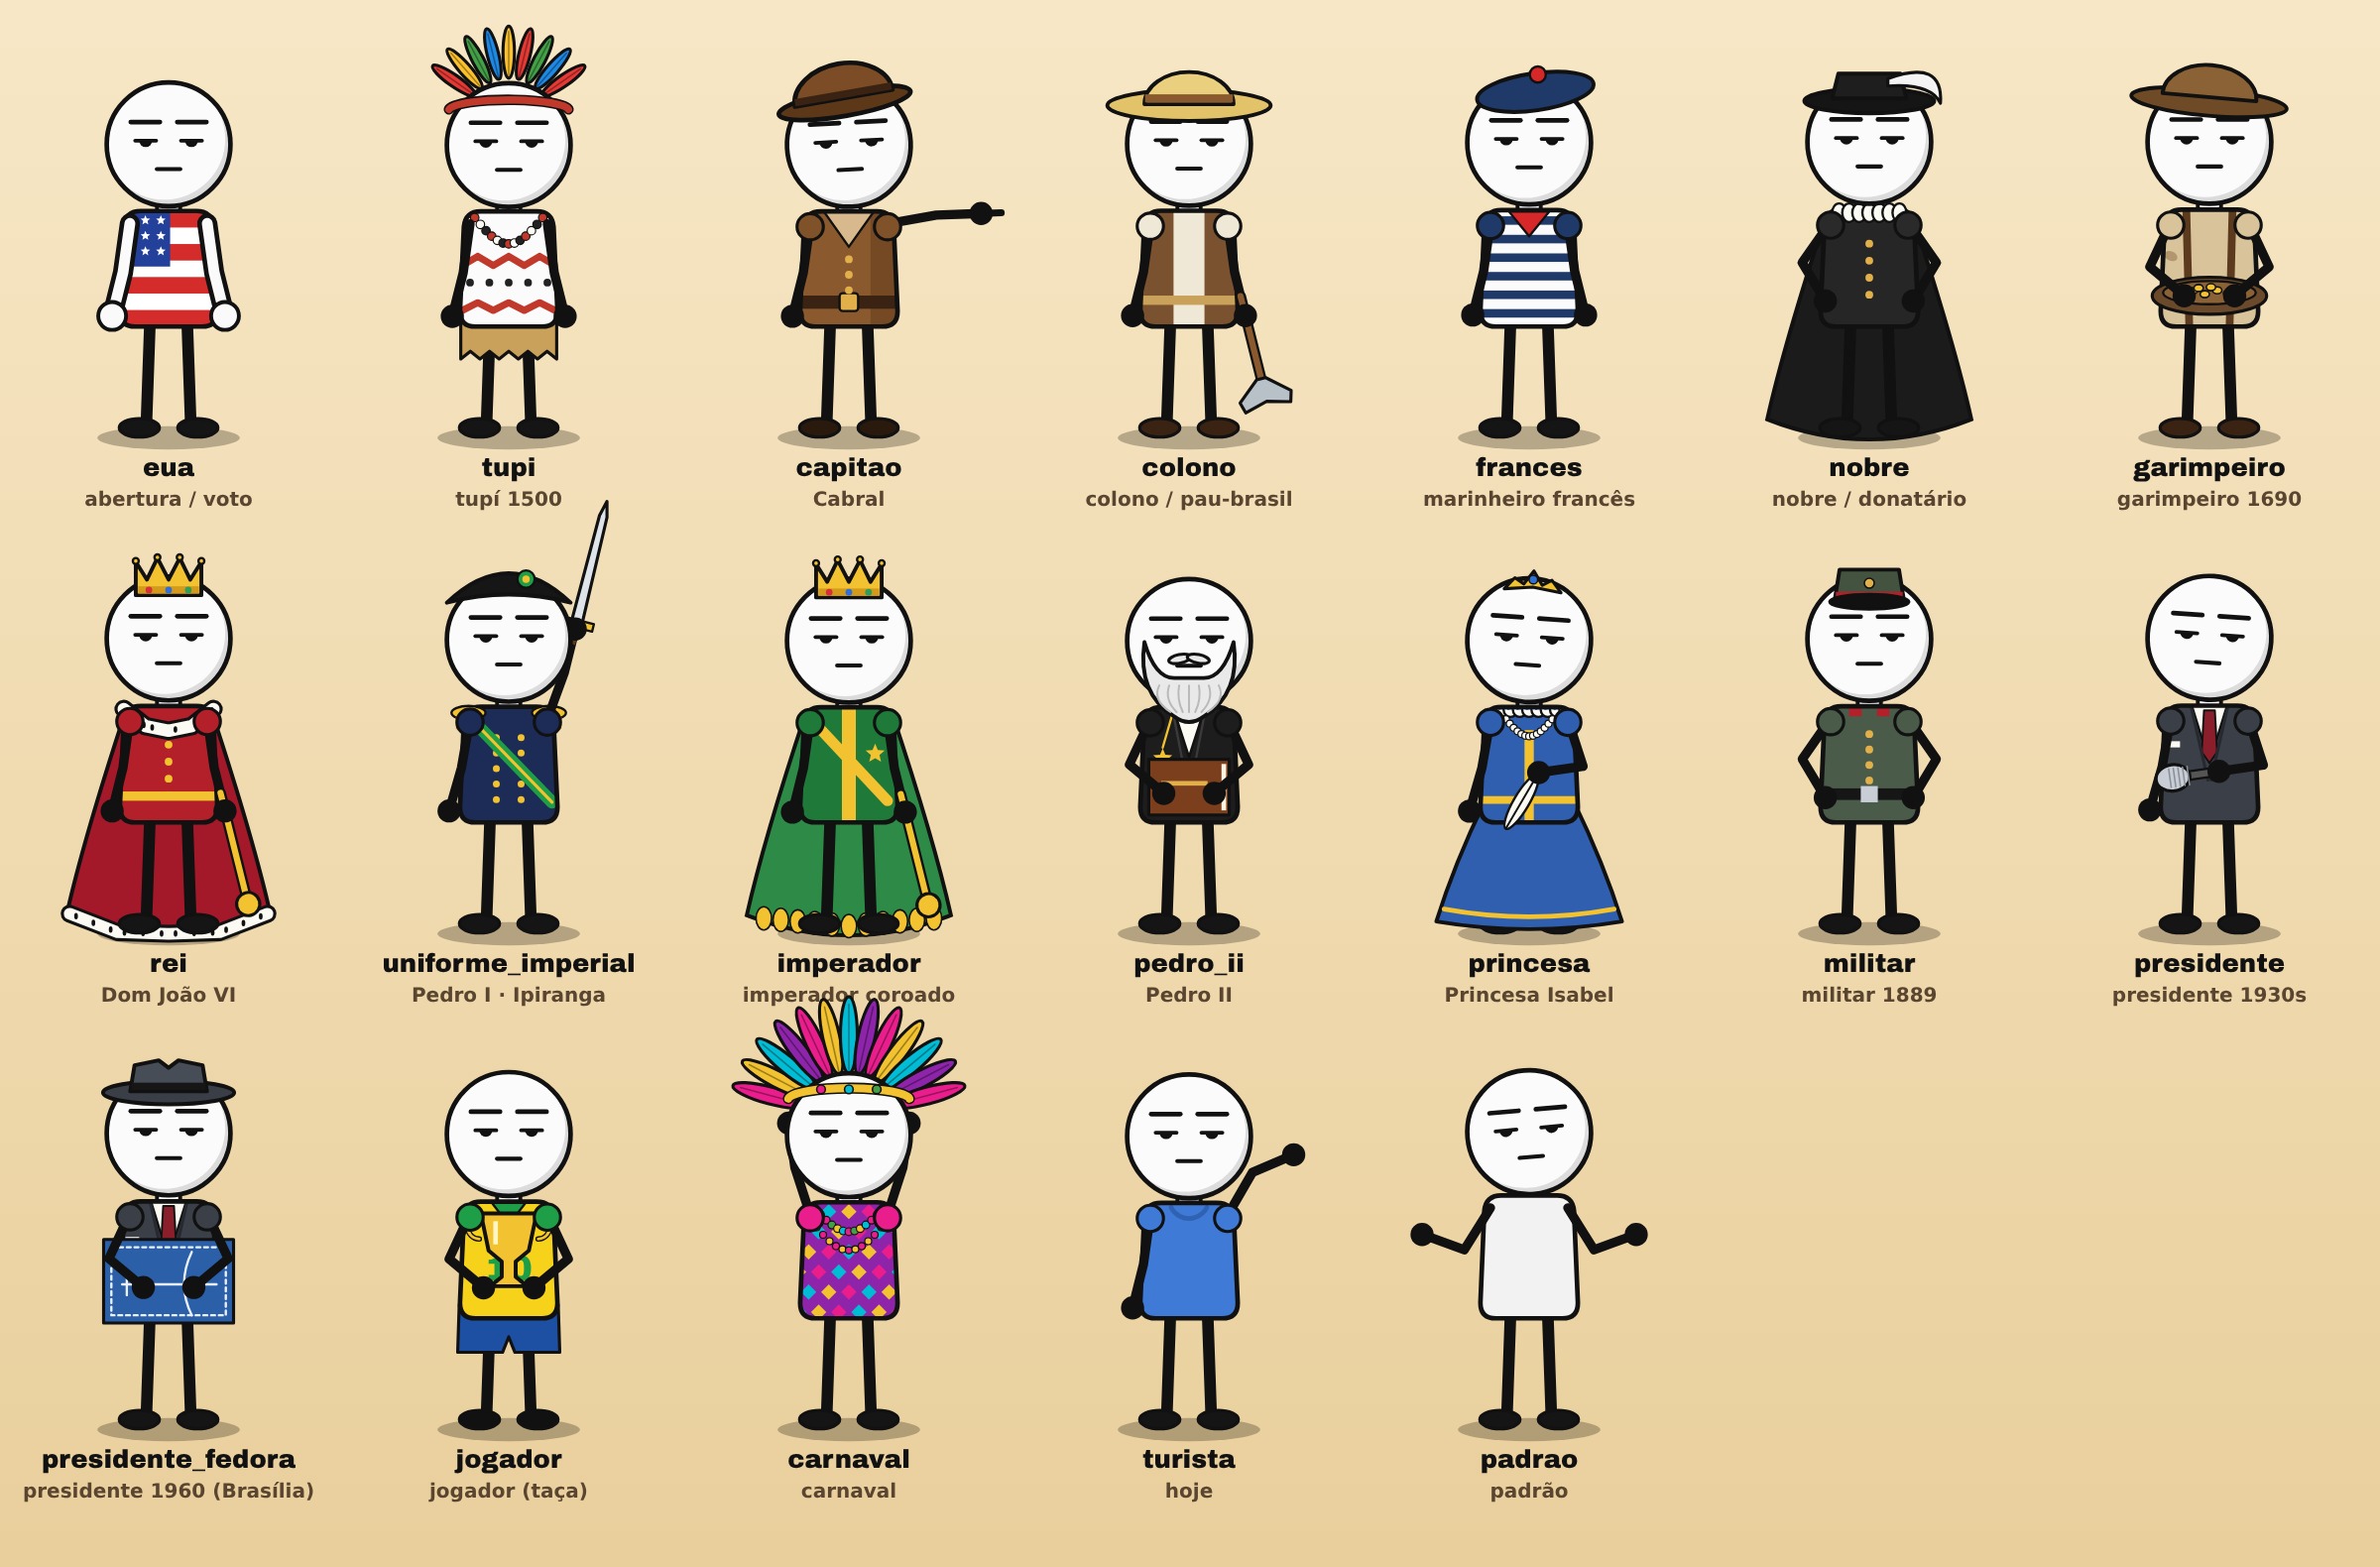 eua
abertura / voto
tupi
tupí 1500
capitao
Cabral
colono
colono / pau-brasil
frances
marinheiro francês
nobre
nobre / donatário
garimpeiro
garimpeiro 1690
rei
Dom João VI
uniforme_imperial
Pedro I · Ipiranga
imperador
imperador coroado
pedro_ii
Pedro II
princesa
Princesa Isabel
militar
militar 1889
presidente
presidente 1930s
presidente_fedora
presidente 1960 (Brasília)
jogador
jogador (taça)
carnaval
carnaval
turista
hoje
padrao
padrão